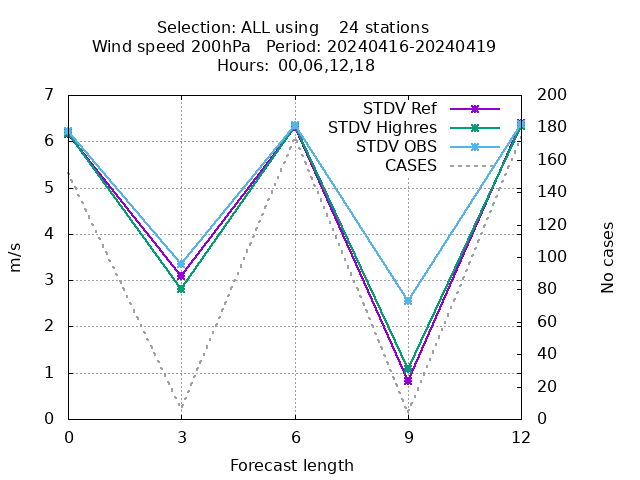 Selection: ALL using    24 stations
Wind speed 200hPa   Period: 20240416-20240419
Hours:  00,06,12,18
STDV Ref
STDV Highres
STDV OBS
CASES
7
6
5
4
3
2
1
0
m/s
200
180
160
140
120
100
80
60
40
20
0
No cases
0
3
6
9
12
Forecast length